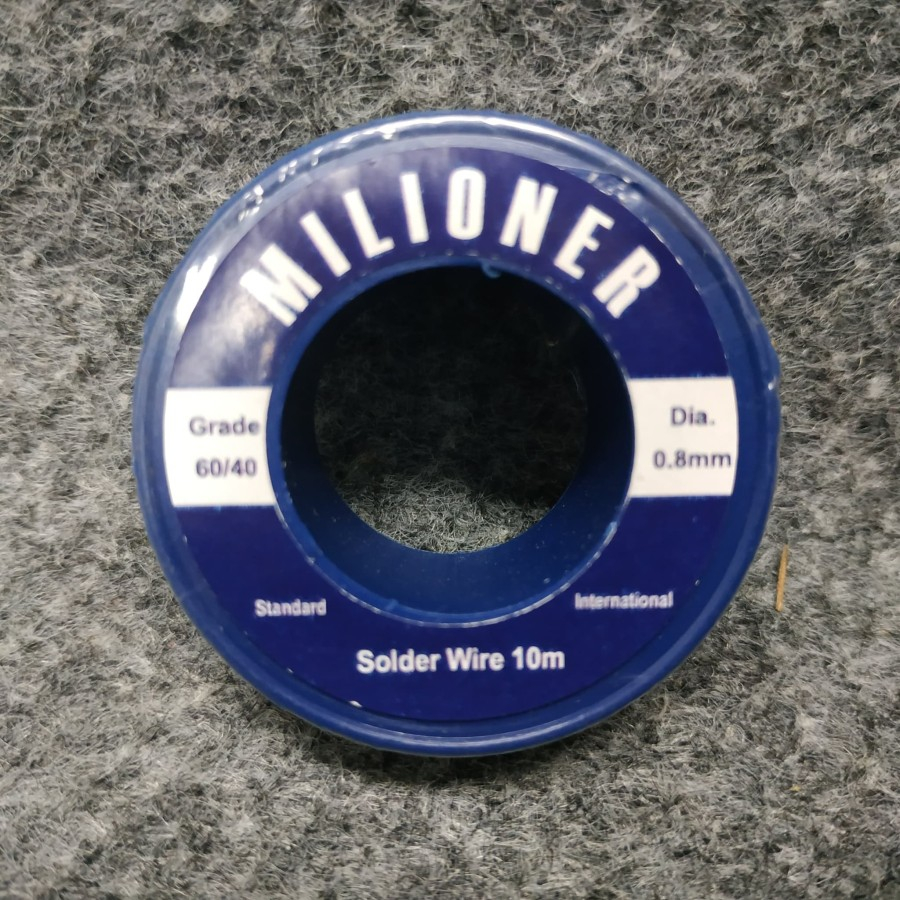 MILIONER
Grade
60/40
Dia.
0.8mm
Standard
International
Solder Wire 10m